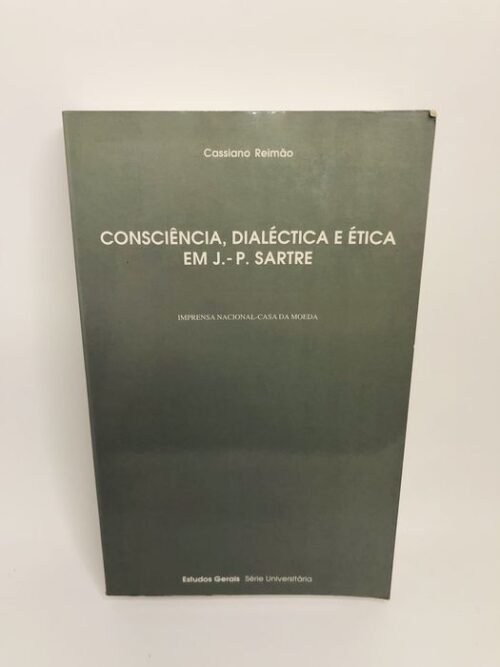 Cassiano Reimão
CONSCIÊNCIA, DIALÉCTICA E ÉTICA
EM J.-P. SARTRE
IMPRENSA NACIONAL-CASA DA MOEDA
Estudos Gerais Série Universitária